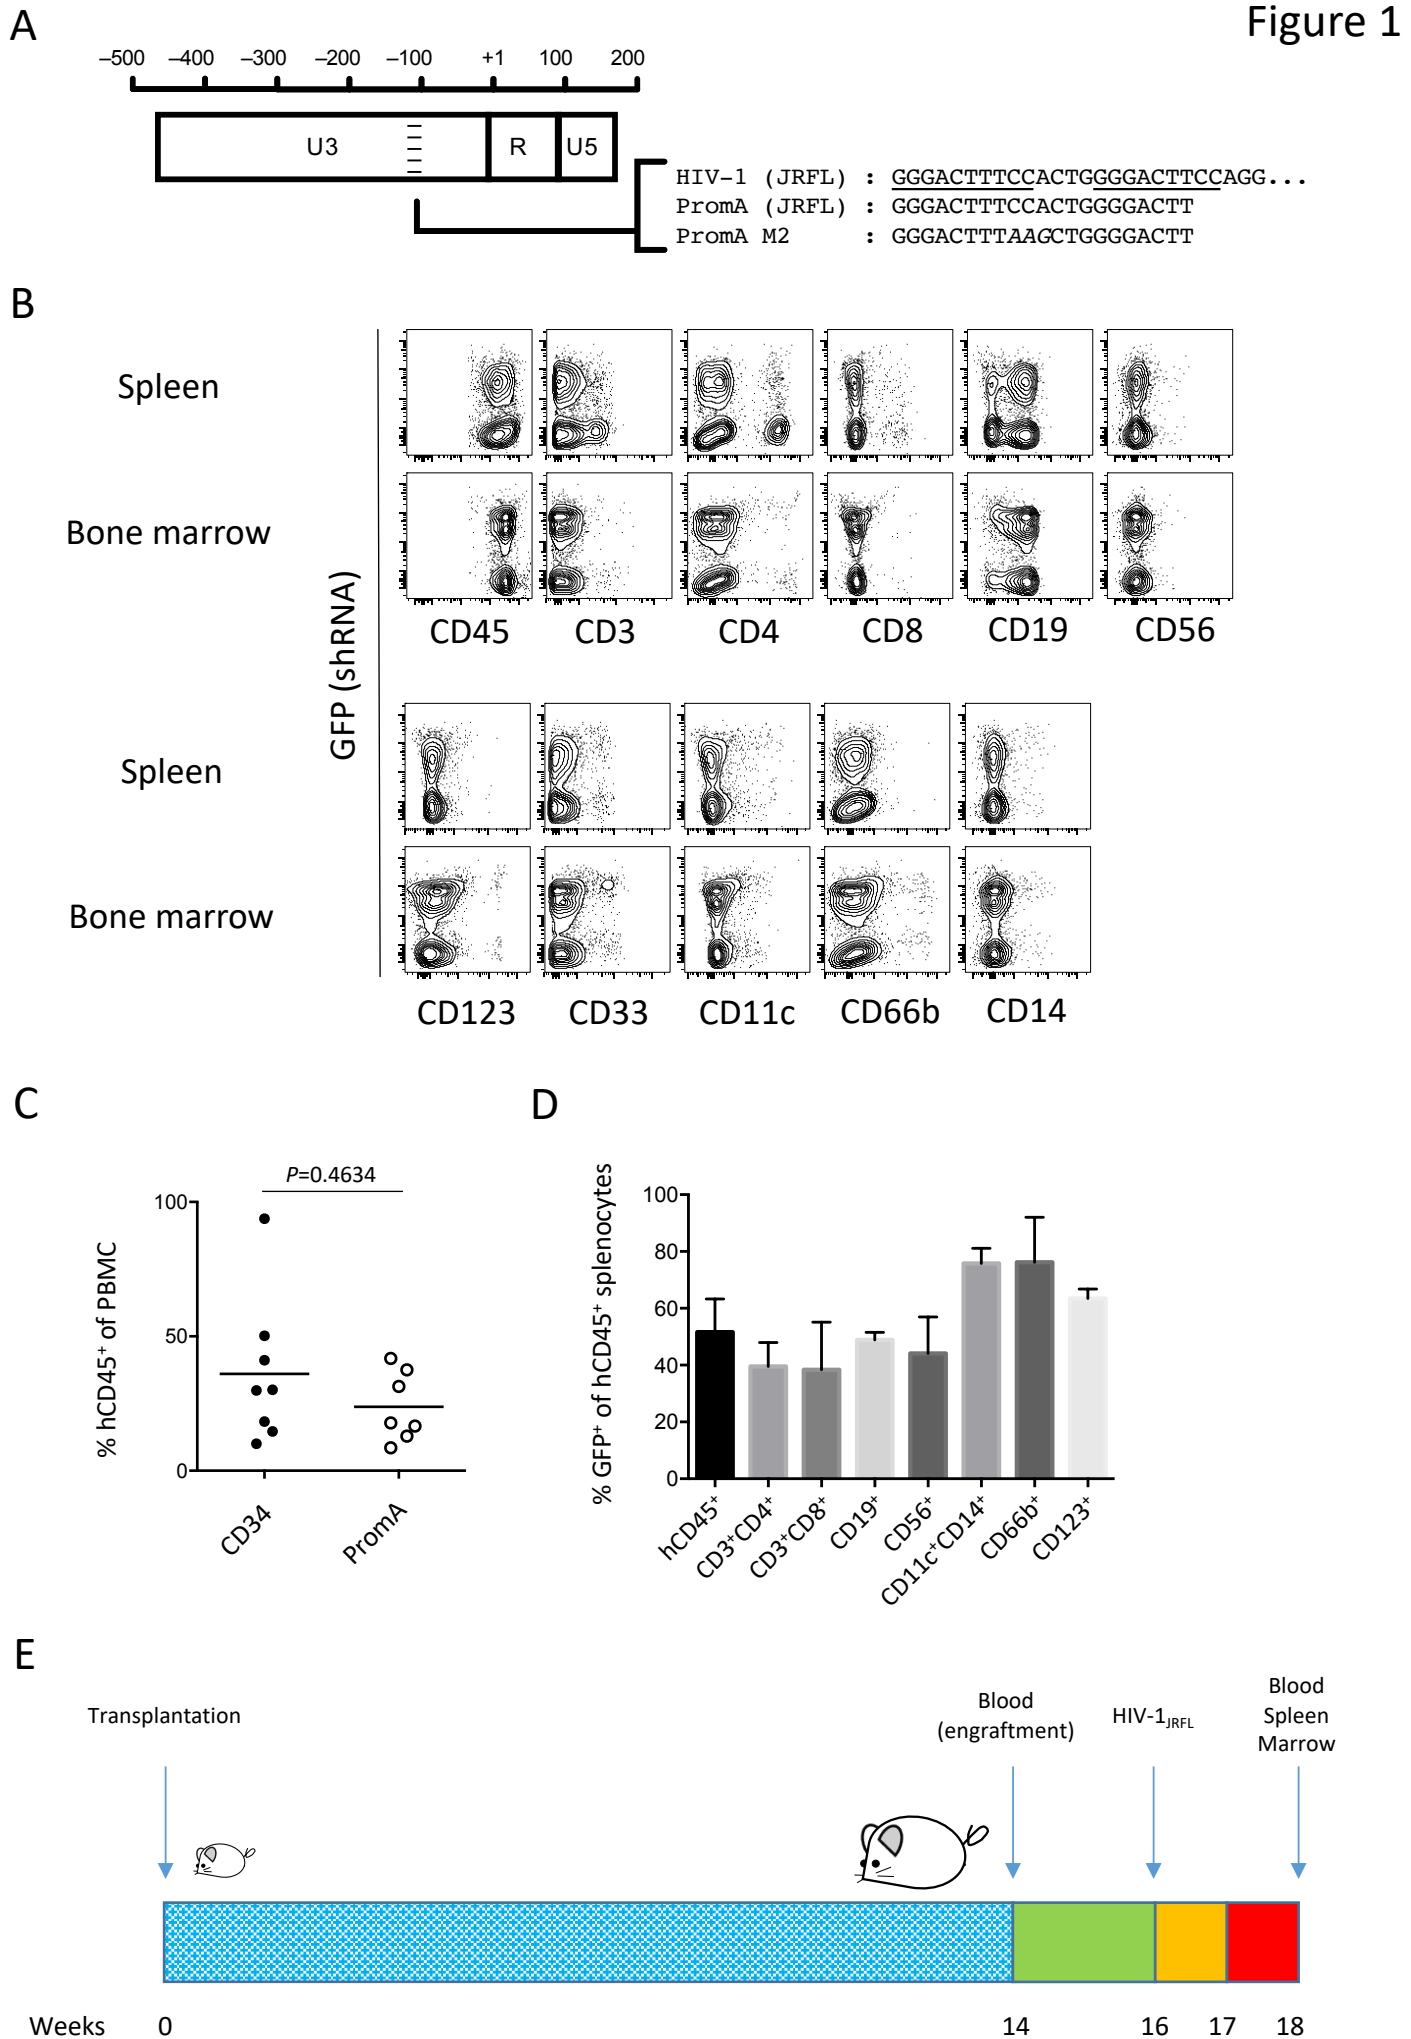 Figure 1
A
–500 –400 –300 –200 –100 +1 100 200
U3 R U5
HIV-1 (JRFL) : GGGACTTTCCACTGGGGACTTCCAGG...
PromA (JRFL) : GGGACTTTCCACTGGGGACTT
PromA M2 : GGGACTTTAAGCTGGGGACTT
B
Spleen
Bone marrow
GFP (shRNA)
CD45 CD3 CD4 CD8 CD19 CD56
Spleen
Bone marrow
CD123 CD33 CD11c CD66b CD14
C
P=0.4634
% hCD45⁺ of PBMC
100
50
0
CD34 PromA
D
% GFP⁺ of hCD45⁺ splenocytes
100
80
60
40
20
0
hCD45⁺ CD3⁺CD4⁺ CD3⁺CD8⁺ CD19⁺ CD56⁺ CD11c⁺CD14⁺ CD66b⁺ CD123⁺
E
Transplantation
Blood
(engraftment)
HIV-1JRFL
Blood
Spleen
Marrow
Weeks 0 14 16 17 18